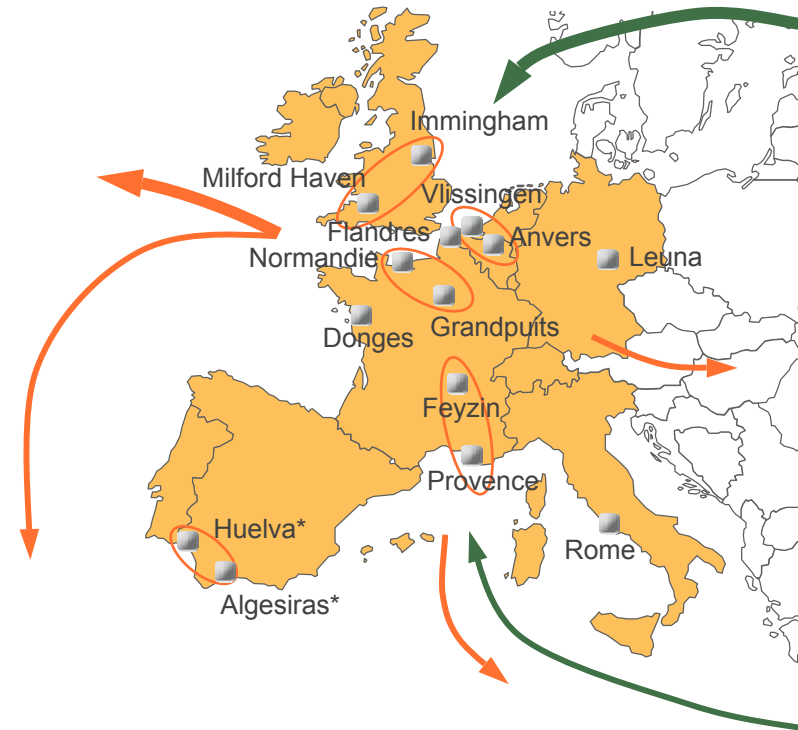 Immingham
Milford Haven
Vlissingen
Flandres
Anvers
Normandie
Leuna
Grandpuits
Donges
Feyzin
Provence
Huelva*
Rome
Algesiras*